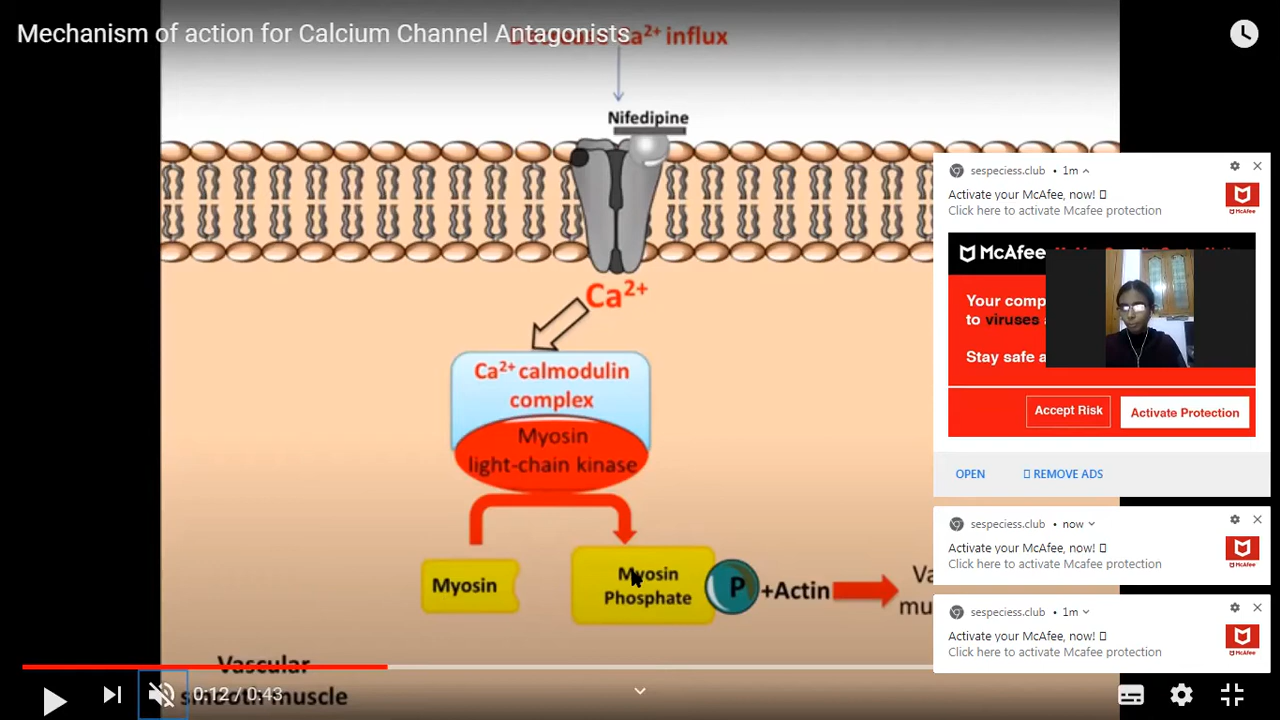 Mechanism of action for Calcium Channel Antagonists
Ca²⁺ influx
Nifedipine
Ca²⁺
Ca²⁺ calmodulin
complex
Myosin
light-chain kinase
Myosin
Myosin
Phosphate
P
+Actin
Vascular
smooth muscle
0:12 / 0:43
sespeciess.club • 1m
Activate your McAfee, now!
Click here to activate Mcafee protection
McAfee
Your comp
to viruses
Stay safe a
Accept Risk
Activate Protection
OPEN
REMOVE ADS
sespeciess.club • now
Activate your McAfee, now!
Click here to activate Mcafee protection
sespeciess.club • 1m
Activate your McAfee, now!
Click here to activate Mcafee protection